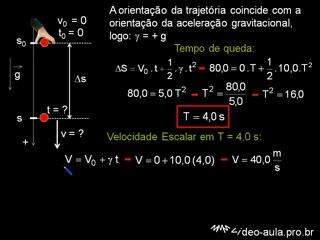 A orientação da trajetória coincide com a
orientação da aceleração gravitacional,
logo: γ = + g
v₀ = 0
t₀ = 0
s₀
g
Δs
s
t = ?
v = ?
+
Tempo de queda:
ΔS = V₀ . t + 1/2 . γ . t² → 80,0 = 0 . T + 1/2 . 10,0. T²
80,0 = 5,0 T² → T² = 80,0/5,0 → T² = 16,0
T = 4,0 s
Velocidade Escalar em T = 4,0 s:
V = V₀ + γ t → V = 0 + 10,0 (4,0) → V = 40,0 m/s
ideo-aula.pro.br